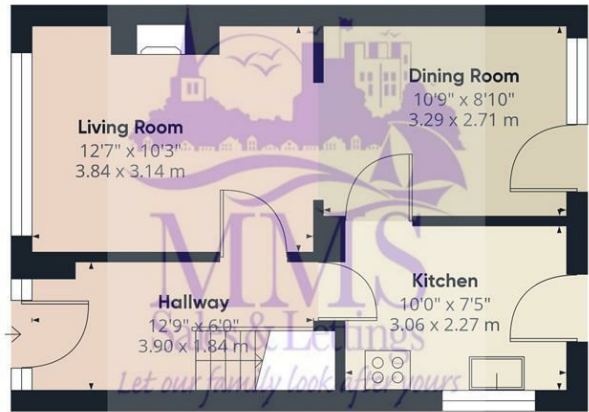 Dining Room
10'9" x 8'10"
3.29 x 2.71 m
Living Room
12'7" x 10'3"
3.84 x 3.14 m
MMS
Kitchen
10'0" x 7'5"
3.06 x 2.27 m
Hallway
12'9" x 6'0"
3.90 x 1.84 m
Sales & Lettings
Let our family look after yours